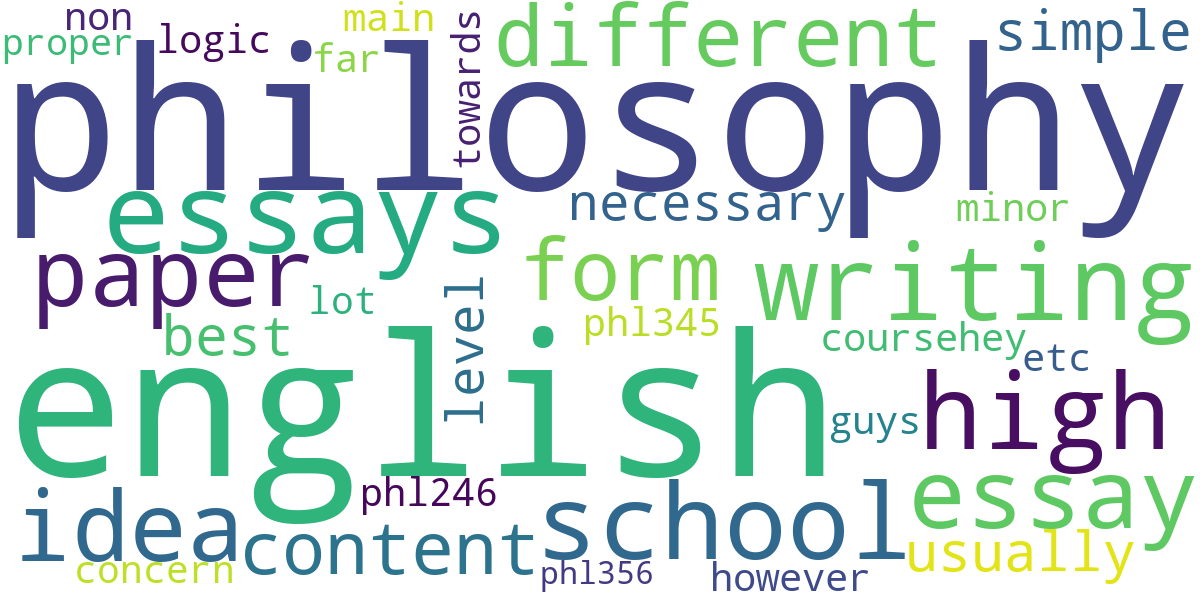 non
main
different
simple
proper
logic
far
towards
philosophy
essays
necessary
minor
paper
form
writing
lot
level
phl345
best
coursehey
english
etc
high
guys
phl246
essay
idea
school
content
usually
concern
phl356
however